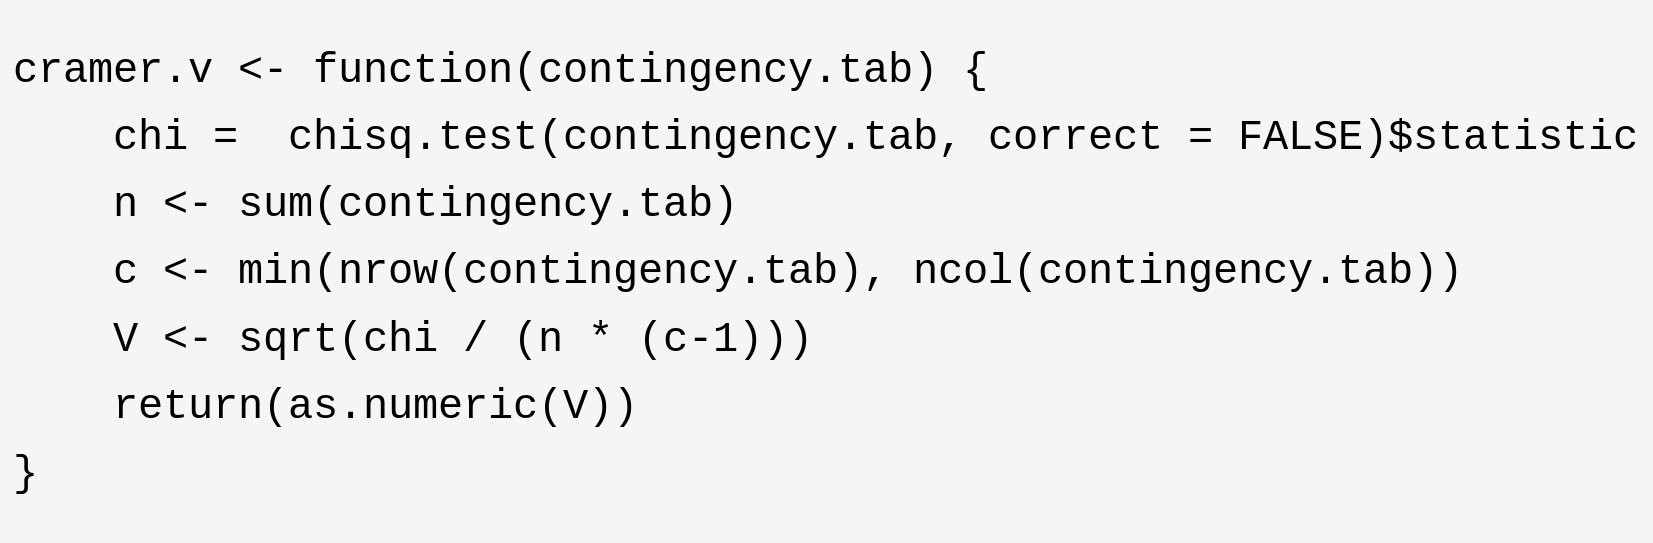 cramer.v <- function(contingency.tab) {
    chi =  chisq.test(contingency.tab, correct = FALSE)$statistic
    n <- sum(contingency.tab)
    c <- min(nrow(contingency.tab), ncol(contingency.tab))
    V <- sqrt(chi / (n * (c-1)))
    return(as.numeric(V))
}